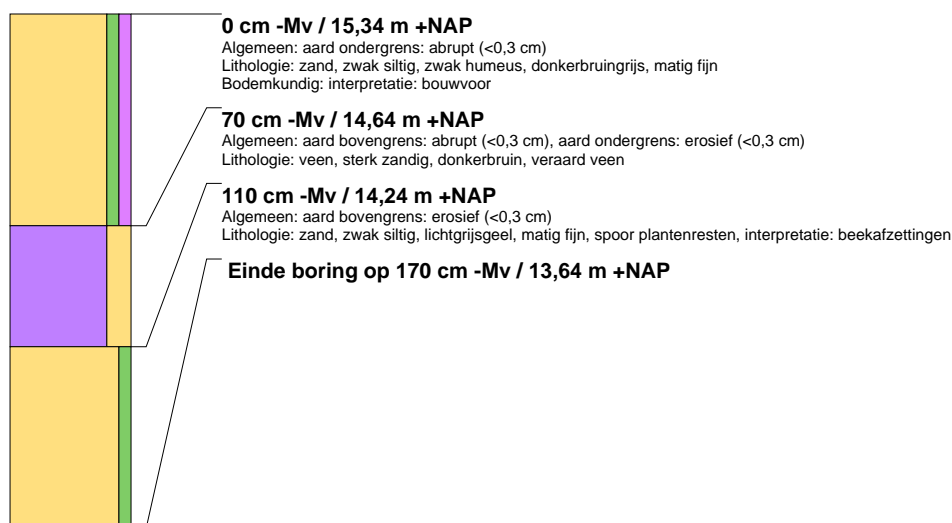 0 cm -Mv / 15,34 m +NAP
Algemeen: aard ondergrens: abrupt (<0,3 cm)
Lithologie: zand, zwak siltig, zwak humeus, donkerbruingrijs, matig fijn
Bodemkundig: interpretatie: bouwvoor
70 cm -Mv / 14,64 m +NAP
Algemeen: aard bovengrens: abrupt (<0,3 cm), aard ondergrens: erosief (<0,3 cm)
Lithologie: veen, sterk zandig, donkerbruin, veraard veen
110 cm -Mv / 14,24 m +NAP
Algemeen: aard bovengrens: erosief (<0,3 cm)
Lithologie: zand, zwak siltig, lichtgrijsgeel, matig fijn, spoor plantenresten, interpretatie: beekafzettingen
Einde boring op 170 cm -Mv / 13,64 m +NAP